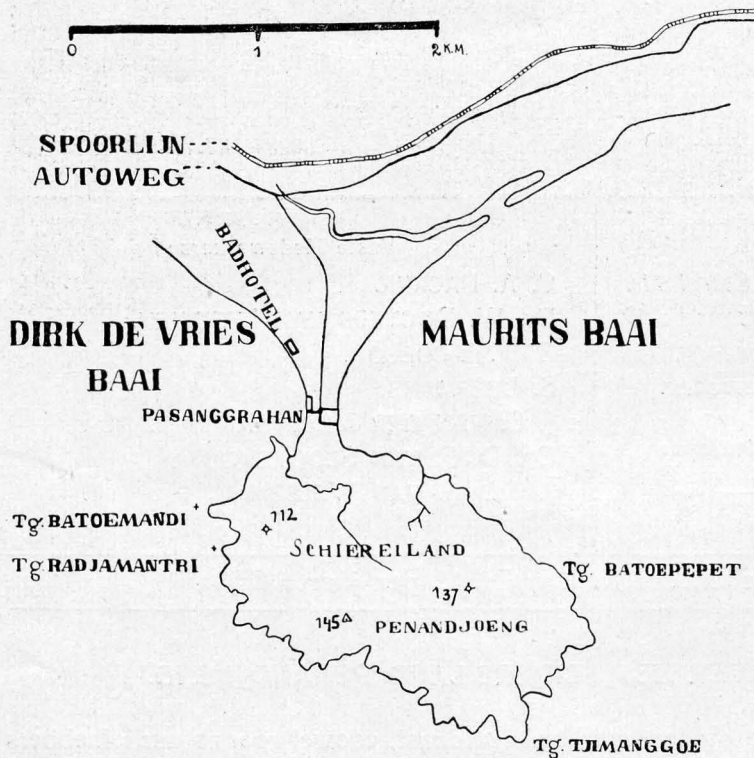 0 1 2 K.M.
SPOORLIJN
AUTOWEG
BADHOTEL
DIRK DE VRIES
BAAI
MAURITS BAAI
PASANGGRAHAN
Tg. BATOEMANDI
112
SCHIEREILAND
Tg. RADJAMANTRI
Tg. BATOEPEPET
137
145
PENANDJOENG
Tg. TJIMANGGOE